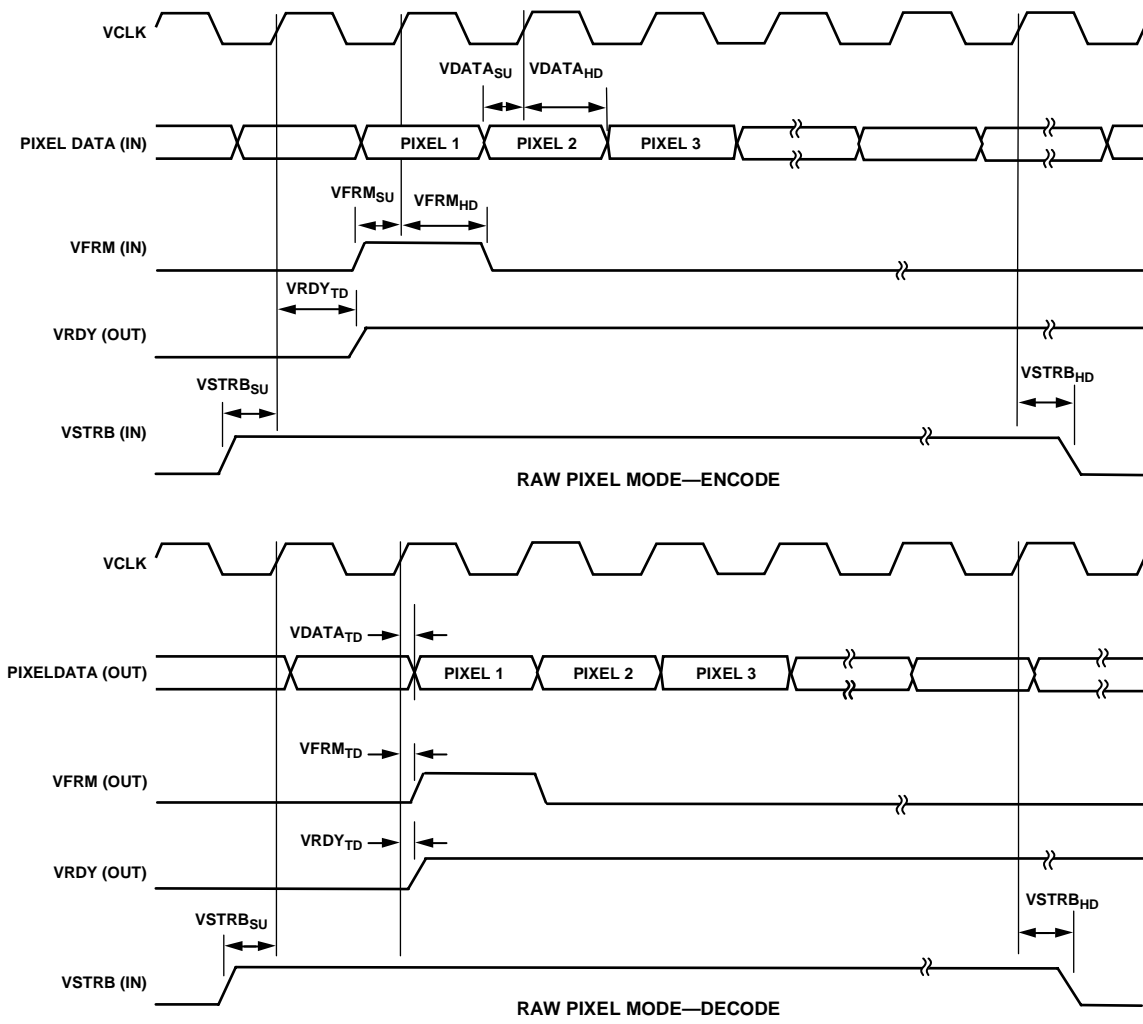 VCLK
VDATASU VDATAHD
PIXEL DATA (IN) PIXEL 1 PIXEL 2 PIXEL 3
VFRMSU VFRMHD
VFRM (IN)
VRDYTD
VRDY (OUT)
VSTRBSU VSTRBHD
VSTRB (IN)
RAW PIXEL MODE—ENCODE
VCLK
VDATATD
PIXELDATA (OUT) PIXEL 1 PIXEL 2 PIXEL 3
VFRMTD
VFRM (OUT)
VRDYTD
VRDY (OUT)
VSTRBSU VSTRBHD
VSTRB (IN)
RAW PIXEL MODE—DECODE